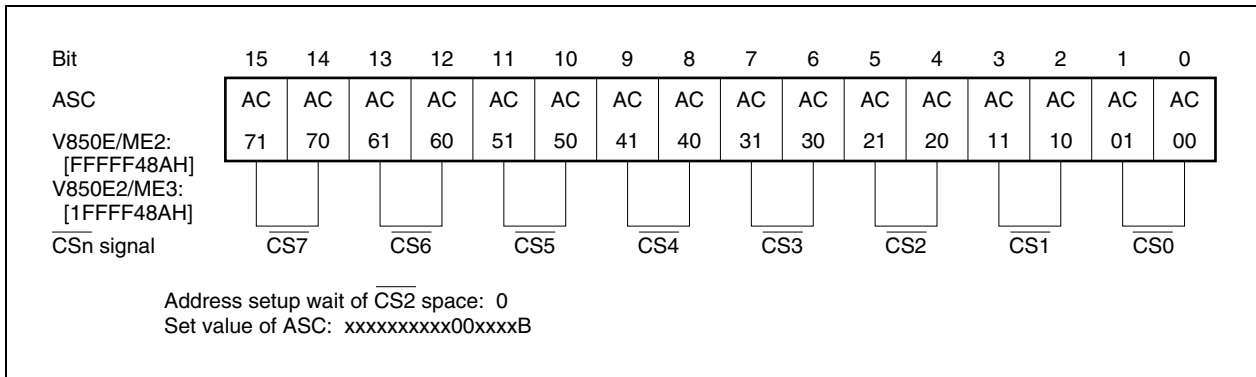 Bit 15 14 13 12 11 10 9 8 7 6 5 4 3 2 1 0
ASC AC AC AC AC AC AC AC AC AC AC AC AC AC AC AC AC
V850E/ME2: 71 70 61 60 51 50 41 40 31 30 21 20 11 10 01 00
[FFFFF48AH]
V850E2/ME3:
[1FFFF48AH]
CSn signal CS7 CS6 CS5 CS4 CS3 CS2 CS1 CS0
Address setup wait of CS2 space: 0
Set value of ASC: xxxxxxxxxx00xxxxB